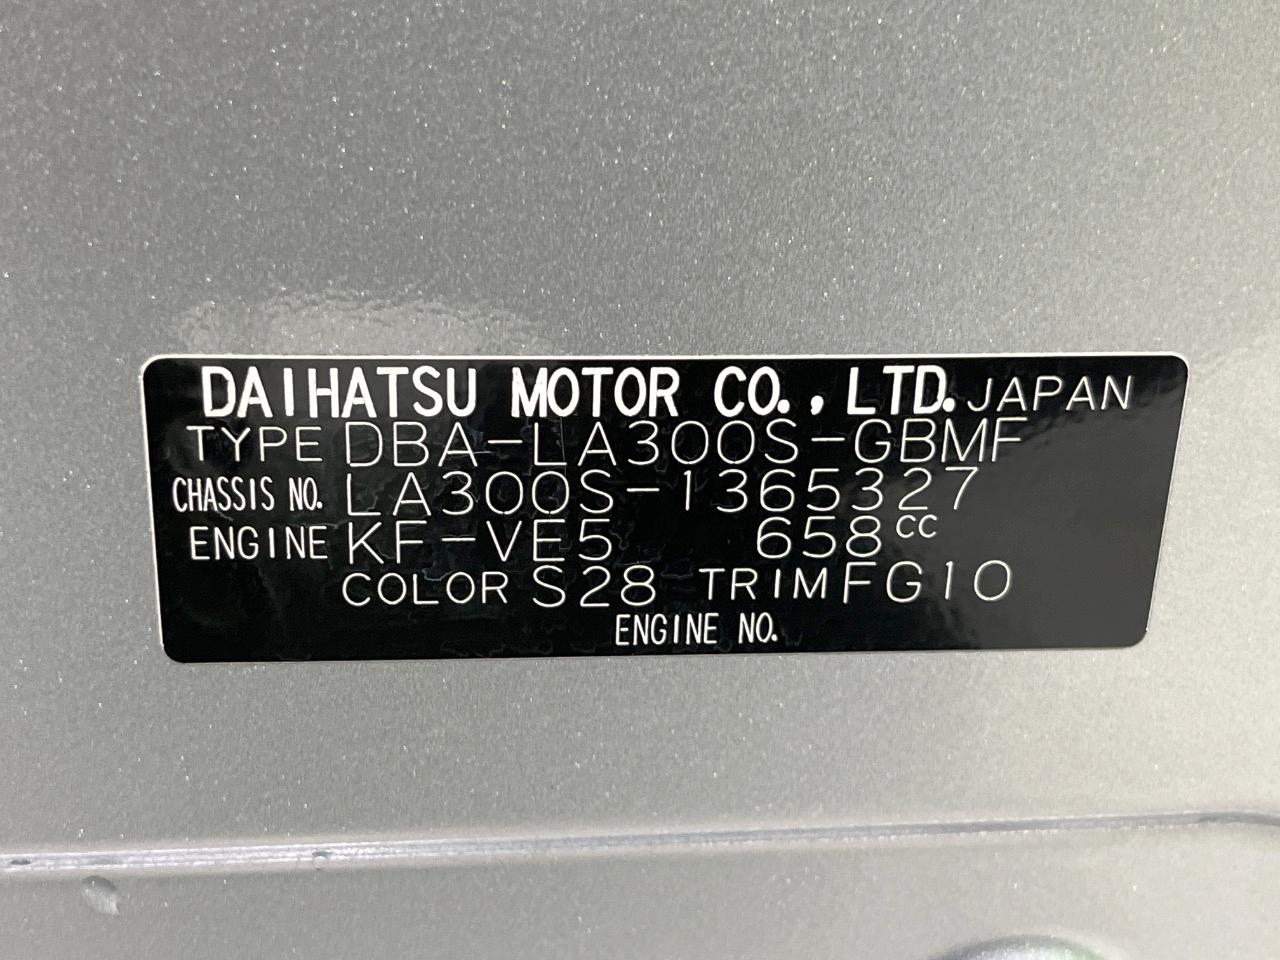 DAIHATSU MOTOR CO., LTD. JAPAN
TYPE DBA-LA300S-GBMF
CHASSIS NO. LA300S-1365327
ENGINE KF-VE5 658cc
COLOR S28 TRIM FG10
ENGINE NO.